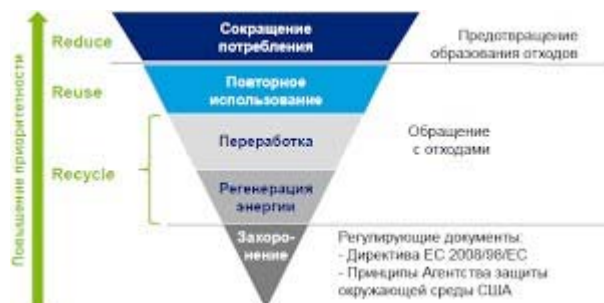 Повышение приоритетности
Reduce
Сокращение
потребления
Предотвращение
образования отходов
Reuse
Повторное
использование
Recycle
Переработка
Обращение
с отходами
Регенерация
энергии
Захоро-
нение
Регулирующие документы:
- Директива ЕС 2008/98/ЕС
- Принципы Агентства защиты
окружающей среды США